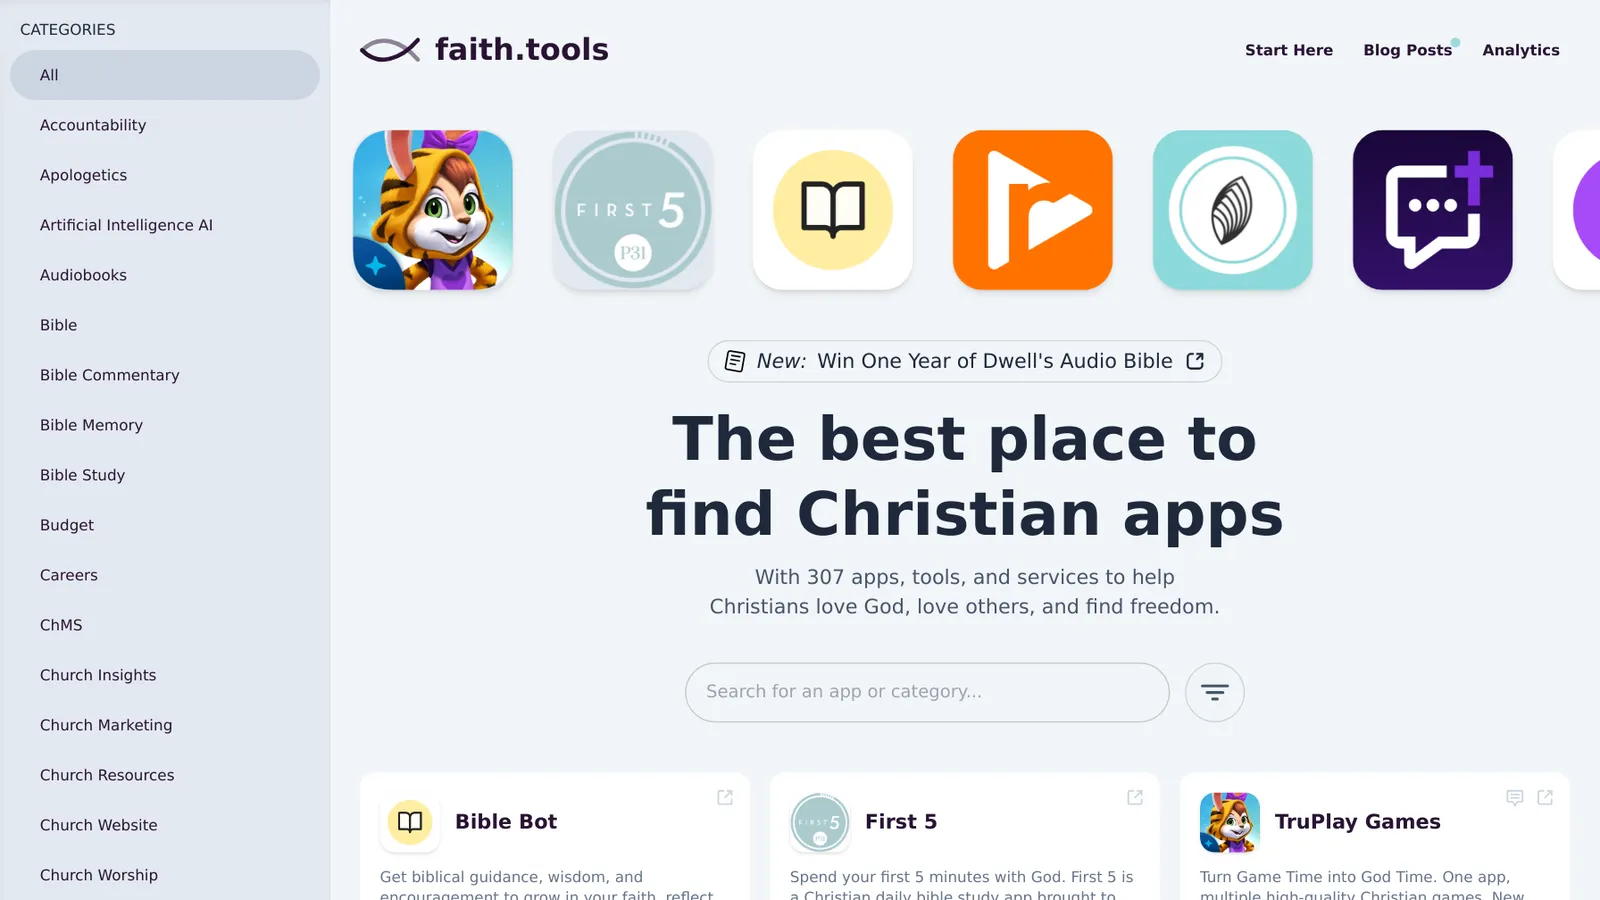 CATEGORIES
All
Accountability
Apologetics
Artificial Intelligence AI
Audiobooks
Bible
Bible Commentary
Bible Memory
Bible Study
Budget
Careers
ChMS
Church Insights
Church Marketing
Church Resources
Church Website
Church Worship
faith.tools
Start Here
Blog Posts
Analytics
FIRST 5
P31
New: Win One Year of Dwell's Audio Bible
The best place to
find Christian apps
With 307 apps, tools, and services to help
Christians love God, love others, and find freedom.
Search for an app or category...
Bible Bot
Get biblical guidance, wisdom, and
encouragement to grow in your faith, reflect
FIRST 5
First 5
Spend your first 5 minutes with God. First 5 is
a Christian daily bible study app brought to
TruPlay Games
Turn Game Time into God Time. One app,
multiple high-quality Christian games. New